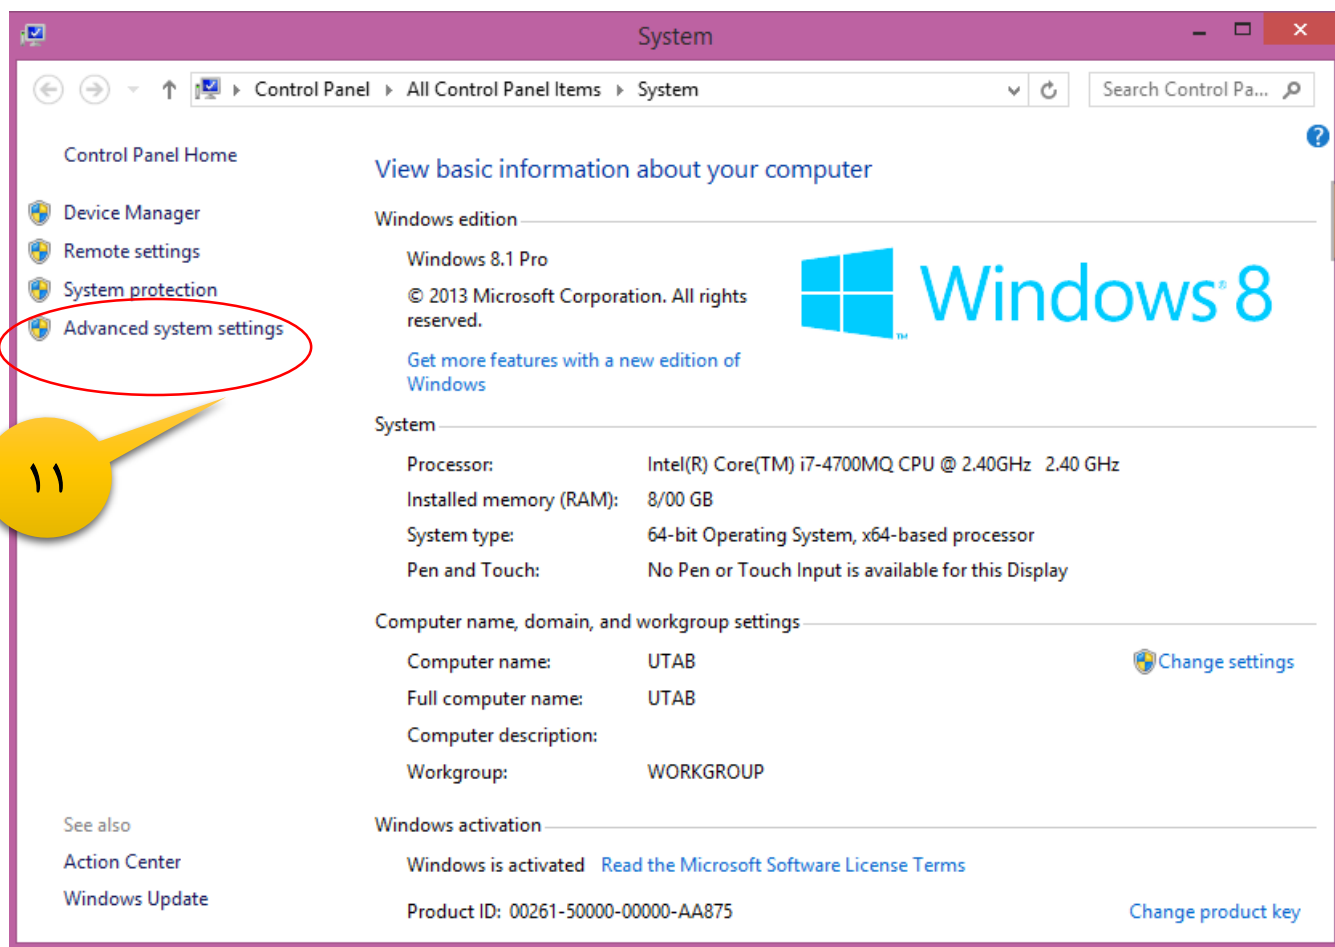 System
Control Panel All Control Panel Items System
Search Control Pa...
Control Panel Home
Device Manager
Remote settings
System protection
Advanced system settings
١١
See also
Action Center
Windows Update
View basic information about your computer
Windows edition
Windows 8.1 Pro
© 2013 Microsoft Corporation. All rights
reserved.
Get more features with a new edition of
Windows
Windows 8
TM
System
Processor: Intel(R) Core(TM) i7-4700MQ CPU @ 2.40GHz 2.40 GHz
Installed memory (RAM): 8/00 GB
System type: 64-bit Operating System, x64-based processor
Pen and Touch: No Pen or Touch Input is available for this Display
Computer name, domain, and workgroup settings
Computer name: UTAB
Change settings
Full computer name: UTAB
Computer description:
Workgroup: WORKGROUP
Windows activation
Windows is activated Read the Microsoft Software License Terms
Product ID: 00261-50000-00000-AA875
Change product key